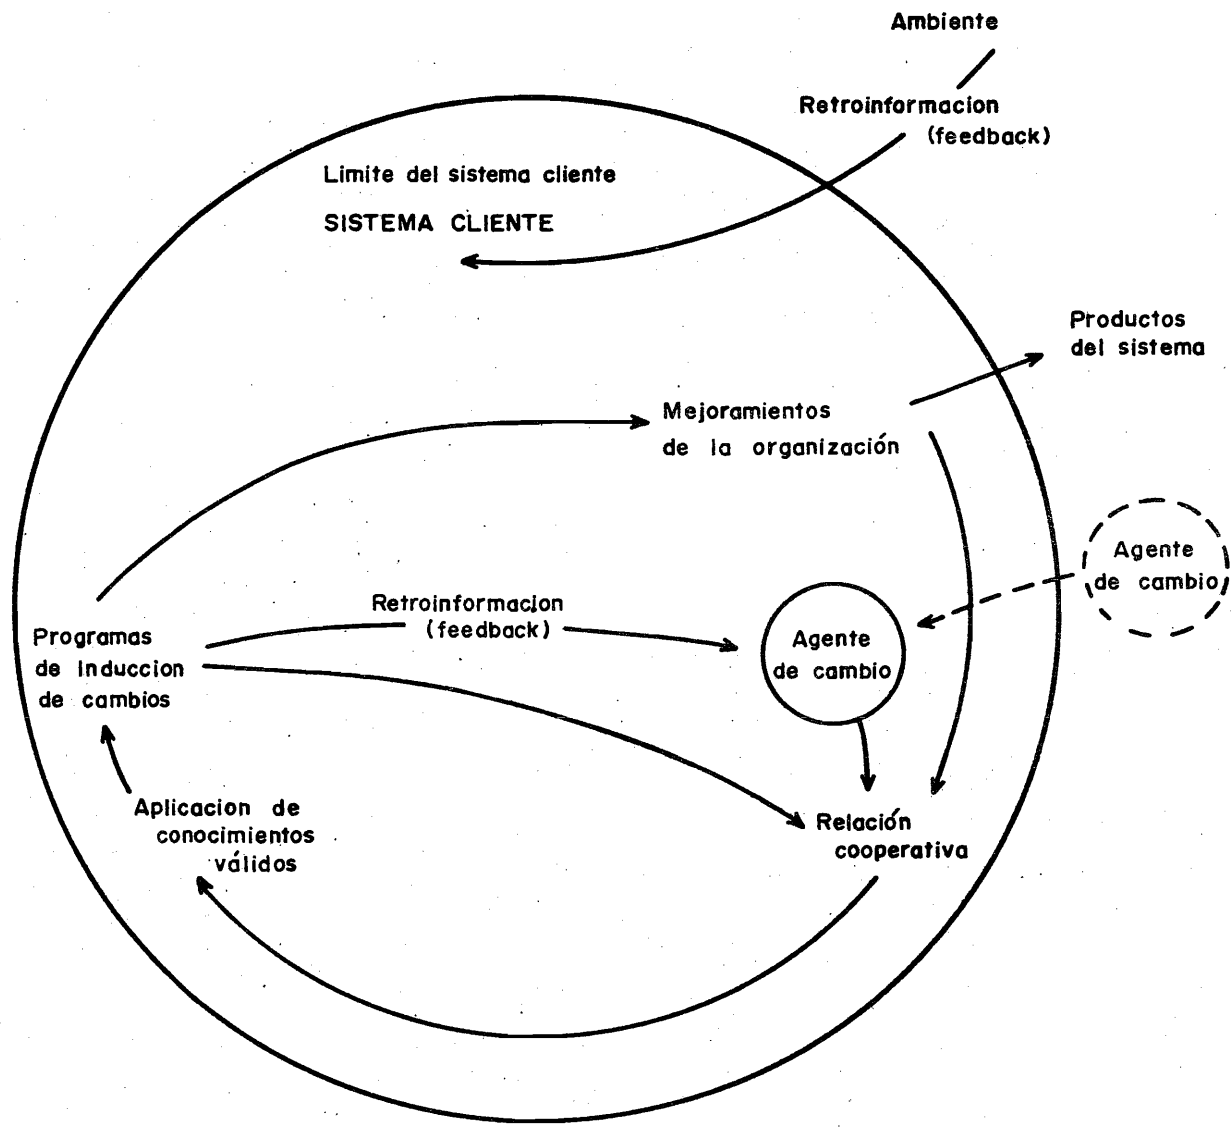 Ambiente
Retroinformacion
(feedback)
Limite del sistema cliente
SISTEMA CLIENTE
Productos
del sistema
Mejoramientos
de la organización
Agente
de cambio
Retroinformacion
(feedback)
Programas
de induccion
de cambios
Agente
de cambio
Aplicacion de
conocimientos
válidos
Relación
cooperativa